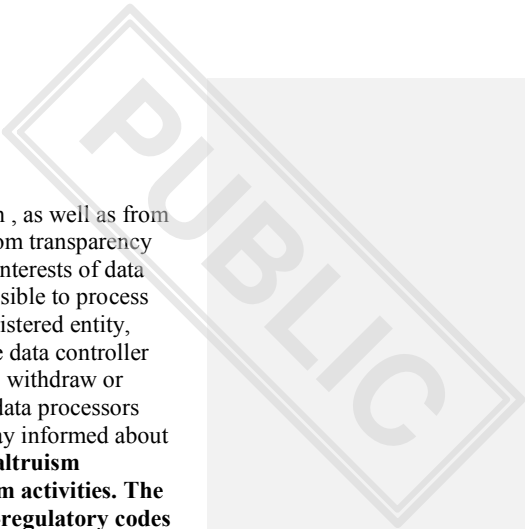 PUBLIC
n , as well as from
om transparency
nterests of data
sible to process
istered entity,
e data controller
withdraw or
data processors
ay informed about
altruism
m activities. The
-regulatory codes